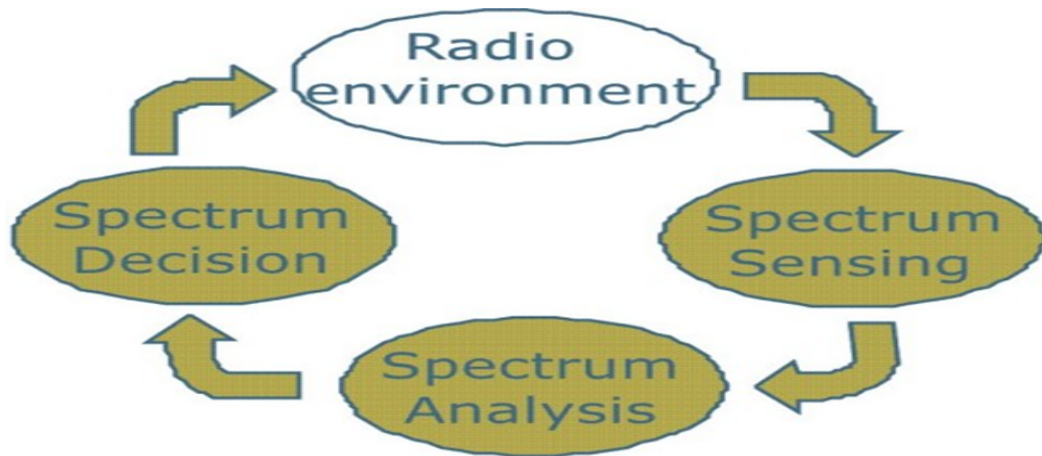 Radio
environment
Spectrum
Decision
Spectrum
Sensing
Spectrum
Analysis